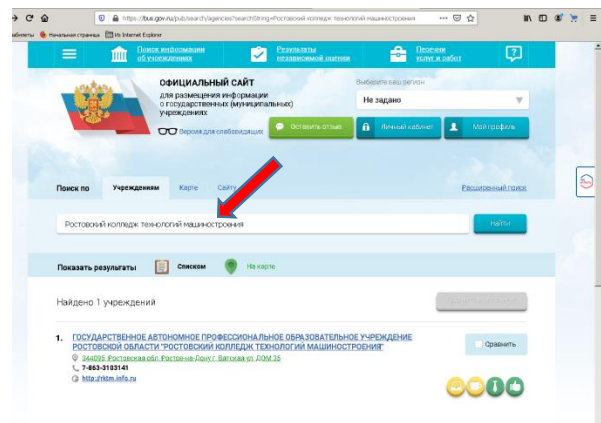 https://bus.gov.ru/pub/search/agencies?searchString=Ростовский колледж технологий машиностроения
Начальная страница
Internet Explorer
Поиск информации
об учреждениях
Результаты
независимой оценки
Перечни
услуг и работ
ОФИЦИАЛЬНЫЙ САЙТ
для размещения информации
о государственных (муниципальных)
учреждениях
Версия для слабовидящих
Выберите ваш регион
Не задано
Оставить отзыв
Личный кабинет
Мой профиль
Поиск по
Учреждениям
Карте
Сайту
Расширенный поиск
Ростовский колледж технологий машиностроения
Найти
Показать результаты
Списком
На карте
Найдено 1 учреждений
1. ГОСУДАРСТВЕННОЕ АВТОНОМНОЕ ПРОФЕССИОНАЛЬНОЕ ОБРАЗОВАТЕЛЬНОЕ УЧРЕЖДЕНИЕ
РОСТОВСКОЙ ОБЛАСТИ "РОСТОВСКИЙ КОЛЛЕДЖ ТЕХНОЛОГИЙ МАШИНОСТРОЕНИЯ"
Сравнить
344095, Ростовская обл, Ростов-на-Дону г, Вятская ул, ДОМ 35
7-863-3103141
http://rktm.info.ru